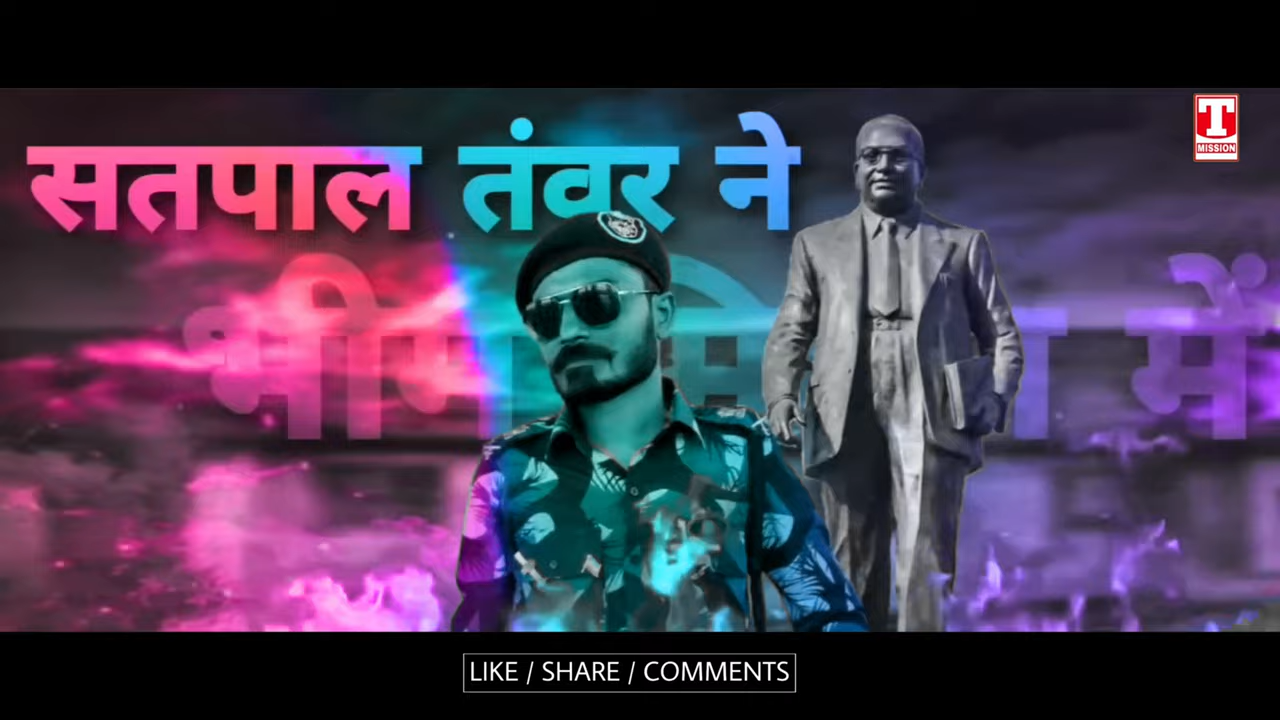 सतपाल तंवर ने
भीम में
T
MISSION
LIKE / SHARE / COMMENTS